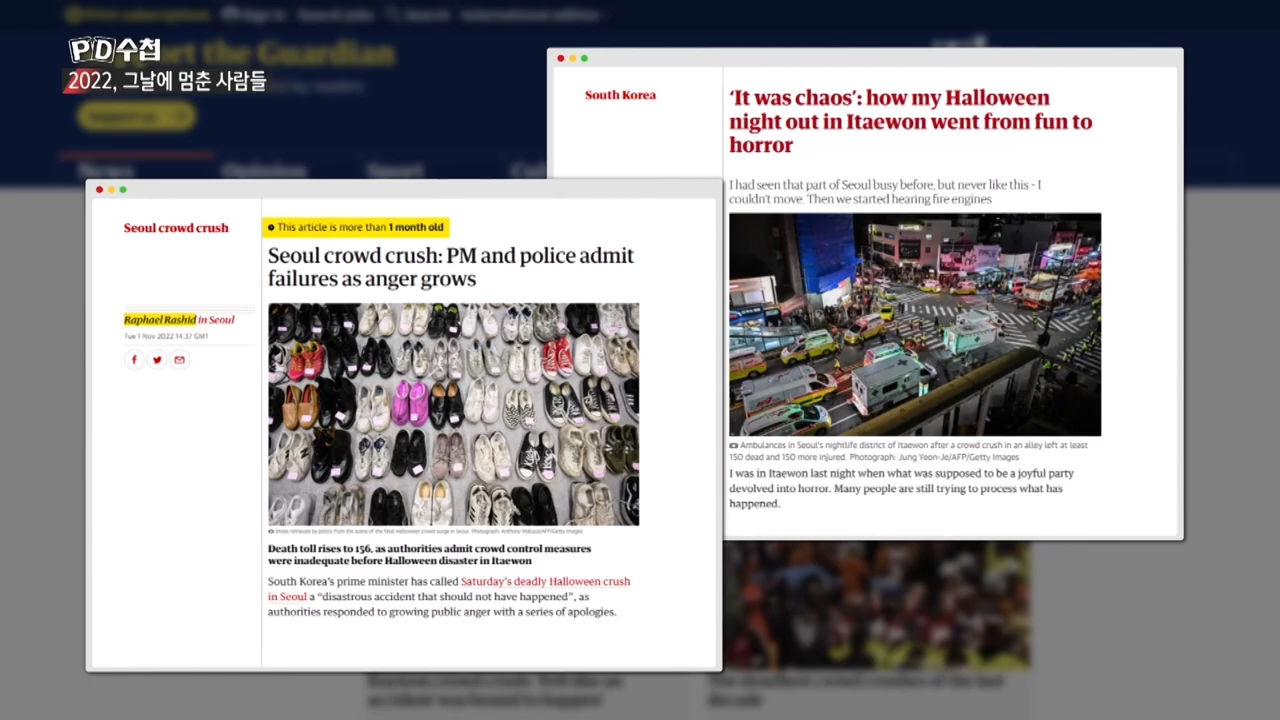 PD수첩
2022, 그날에 멈춘 사람들
Support the Guardian
South Korea
‘It was chaos’: how my Halloween
night out in Itaewon went from fun to
horror
I had seen that part of Seoul busy before, but never like this - I
couldn't move. Then we started hearing fire engines
Ambulances in Seoul's nightlife district of Itaewon after a crowd crush in an alley left at least
150 dead and 150 more injured. Photograph: Jung Yeon-Je/AFP/Getty Images
I was in Itaewon last night when what was supposed to be a joyful party
devolved into horror. Many people are still trying to process what has
happened.
Seoul crowd crush
This article is more than 1 month old
Seoul crowd crush: PM and police admit
failures as anger grows
Raphael Rashid in Seoul
Tue 1 Nov 2022 14.37 GMT
Shoes retrieved by police from the scene of the fatal Halloween crowd surge in Seoul. Photograph: Anthony Wallace/AFP/Getty Images
Death toll rises to 156, as authorities admit crowd control measures
were inadequate before Halloween disaster in Itaewon
South Korea's prime minister has called Saturday's deadly Halloween crush
in Seoul a “disastrous accident that should not have happened”, as
authorities responded to growing public anger with a series of apologies.
News
Opinion
Sport